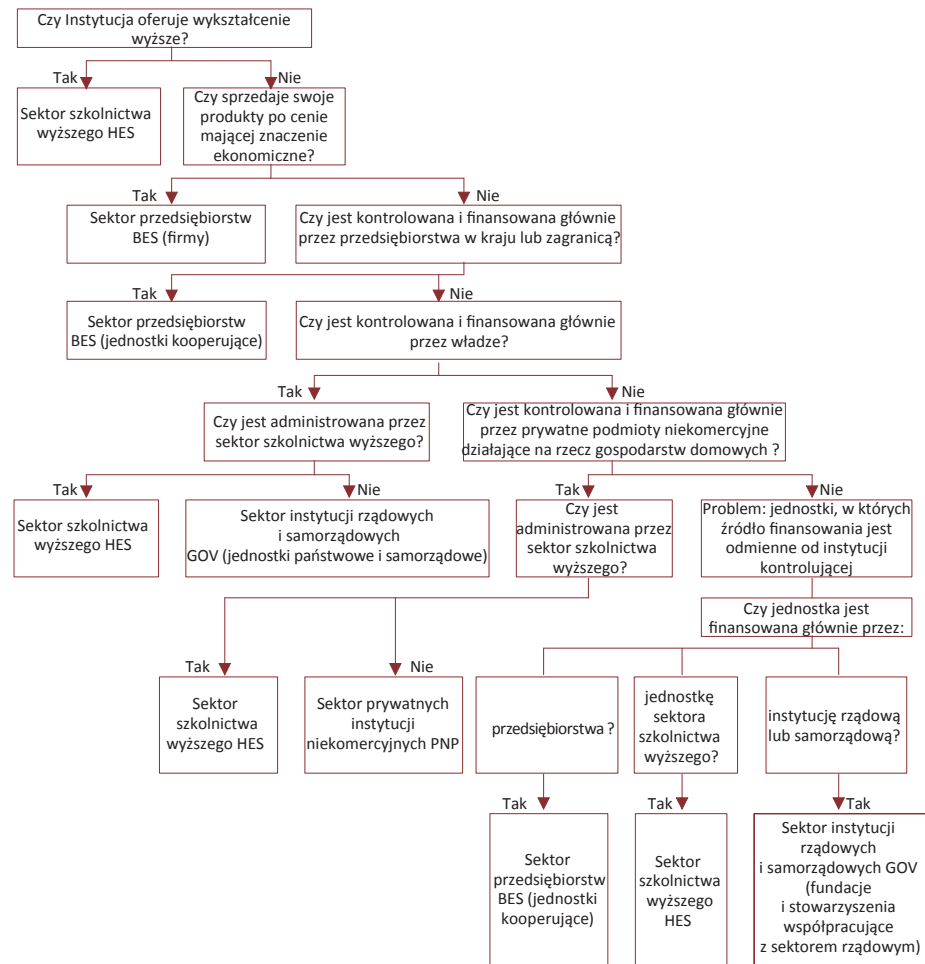 Czy Instytucja oferuje wykształcenie
wyższe?
Tak
Nie
Sektor szkolnictwa
wyższego HES
Czy sprzedaje swoje
produkty po cenie
mającej znaczenie
ekonomiczne?
Tak
Nie
Sektor przedsiębiorstw
BES (firmy)
Czy jest kontrolowana i finansowana głównie
przez przedsiębiorstwa w kraju lub zagranicą?
Tak
Nie
Sektor przedsiębiorstw
BES (jednostki kooperujące)
Czy jest kontrolowana i finansowana głównie
przez władze?
Tak
Nie
Czy jest administrowana przez
sektor szkolnictwa wyższego?
Czy jest kontrolowana i finansowana głównie
przez prywatne podmioty niekomercyjne
działające na rzecz gospodarstw domowych ?
Tak
Nie
Tak
Nie
Sektor szkolnictwa
wyższego HES
Sektor instytucji rządowych
i samorządowych
GOV (jednostki państwowe i samorządowe)
Czy jest
administrowana przez
sektor szkolnictwa
wyższego?
Problem: jednostki, w których
źródło finansowania jest
odmienne od instytucji
kontrolującej
Czy jednostka jest
finansowana głównie przez:
Tak
Nie
Sektor
szkolnictwa
wyższego HES
Sektor prywatnych
instytucji
niekomercyjnych PNP
przedsiębiorstwa ?
jednostkę
sektora
szkolnictwa
wyższego?
instytucję rządową
lub samorządową?
Tak
Tak
Tak
Sektor
przedsiębiorstw
BES (jednostki
kooperujące)
Sektor
szkolnictwa
wyższego
HES
Sektor instytucji
rządowych
i samorządowych GOV
(fundacje
i stowarzyszenia
współpracujące
z sektorem rządowym)